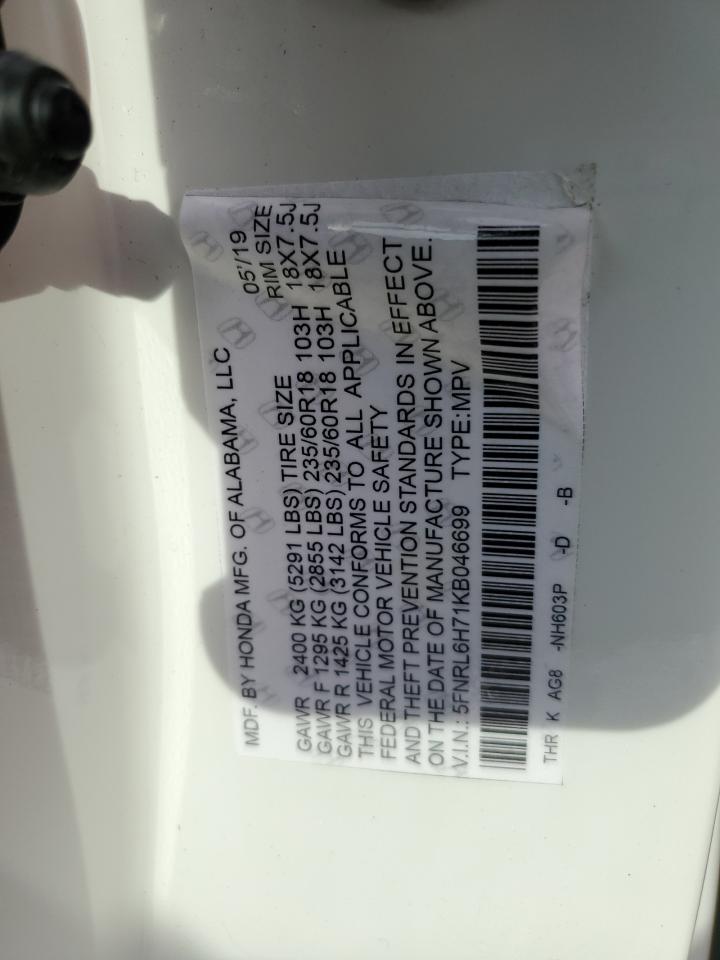 MDF. BY HONDA MFG. OF ALABAMA, LLC 05'/19
RIM SIZE
GAWR 2400 KG (5291 LBS) TIRE SIZE
GAWR F 1295 KG (2855 LBS) 235/60R18 103H 18X7.5J
GAWR R 1425 KG (3142 LBS) 235/60R18 103H 18X7.5J
THIS VEHICLE CONFORMS TO ALL APPLICABLE
FEDERAL MOTOR VEHICLE SAFETY
AND THEFT PREVENTION STANDARDS IN EFFECT
ON THE DATE OF MANUFACTURE SHOWN ABOVE.
V.I.N.: 5FNRL6H71KB046699 TYPE:MPV
THR K AG8 -NH603P -D -B